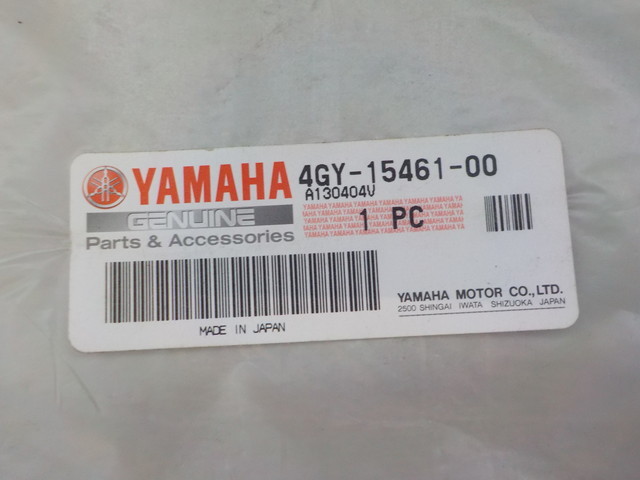 YAMAHA 4GY-15461-00
A130404V
GENUINE
Parts & Accessories
1 PC
YAMAHA MOTOR CO.,LTD.
2500 SHINGAI IWATA SHIZUOKA JAPAN
MADE IN JAPAN